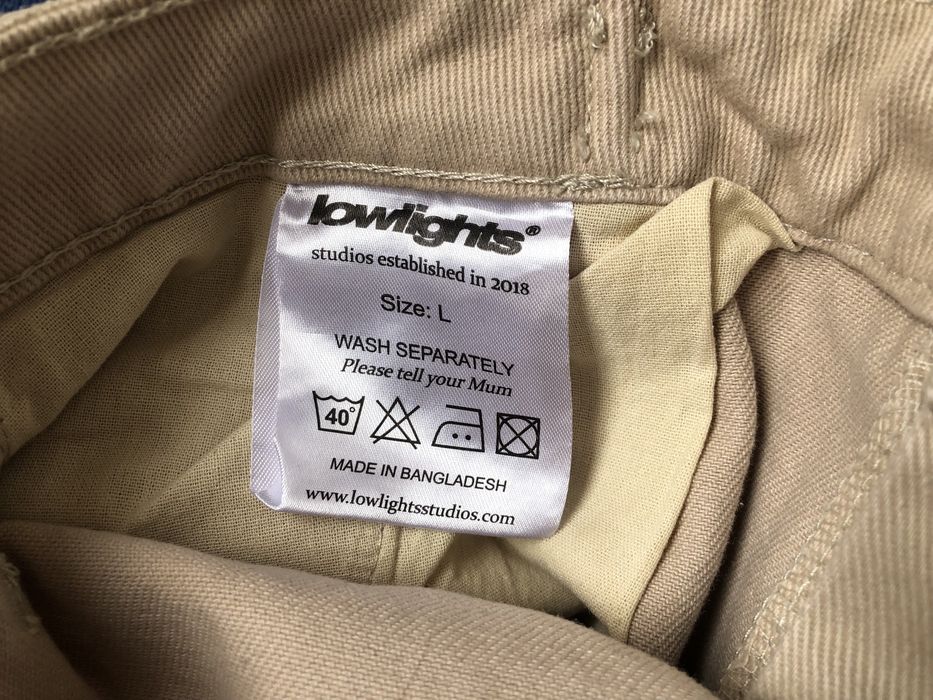 lowlights®
studios established in 2018
Size: L
WASH SEPARATELY
Please tell your Mum
40°
MADE IN BANGLADESH
www.lowlightsstudios.com